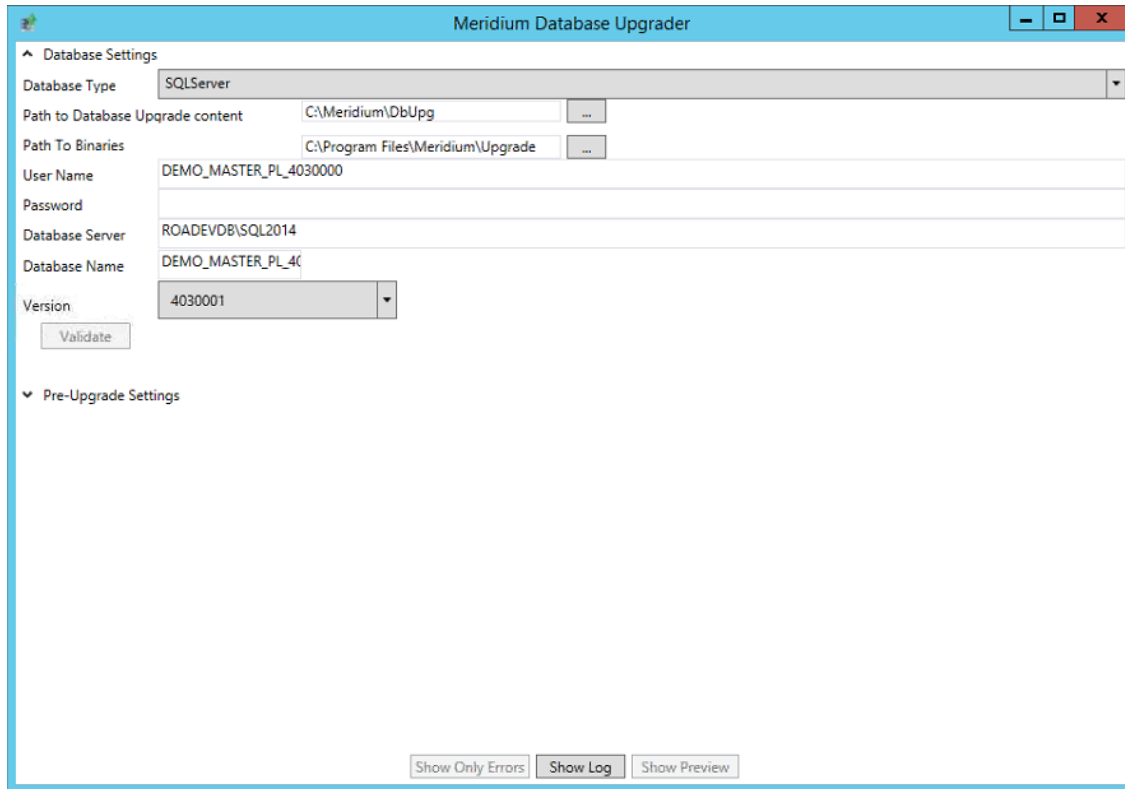 Meridium Database Upgrader
Database Settings
Database Type SQLServer
Path to Database Upgrade content C:\Meridium\DbUpg ...
Path To Binaries C:\Program Files\Meridium\Upgrade ...
User Name DEMO_MASTER_PL_4030000
Password
Database Server ROADEVDB\SQL2014
Database Name DEMO_MASTER_PL_40
Version 4030001
Validate
Pre-Upgrade Settings
Show Only Errors Show Log Show Preview